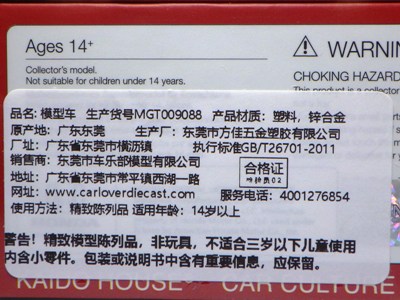 Ages 14+
Collector's model.
Not suitable for children under 14 years.
⚠ WARNIN
CHOKING HAZARD
This product is a collector
品名: 模型车 生产货号MGT009088 产品材质: 塑料, 锌合金
原产地: 广东东莞 生产厂: 东莞市方佳五金塑胶有限公司
厂址: 广东省东莞市横沥镇 执行标准GB/T26701-2011
销售商: 东莞市车乐部模型有限公司
合格证
检验员02
地址: 广东省东莞市常平镇西湖一路
网址: www.carloverdiecast.com 服务电话: 4001276854
使用方法: 精致陈列品 适用年龄: 14岁以上
警告! 精致模型陈列品, 非玩具, 不适合三岁以下儿童使用
内含小零件。包装或说明书中含有重要信息, 应保留。
KAIDO HOUSE CAR CULTURE